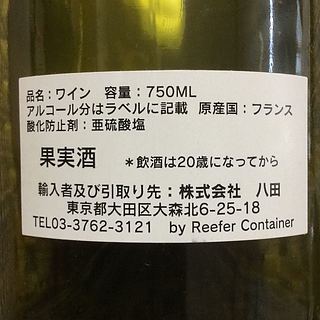 品名：ワイン　容量：750ML
アルコール分はラベルに記載　原産国：フランス
酸化防止剤：亜硫酸塩
果実酒　＊飲酒は20歳になってから
輸入者及び引取り先：株式会社　八田
東京都大田区大森北6-25-18
TEL03-3762-3121　by Reefer Container